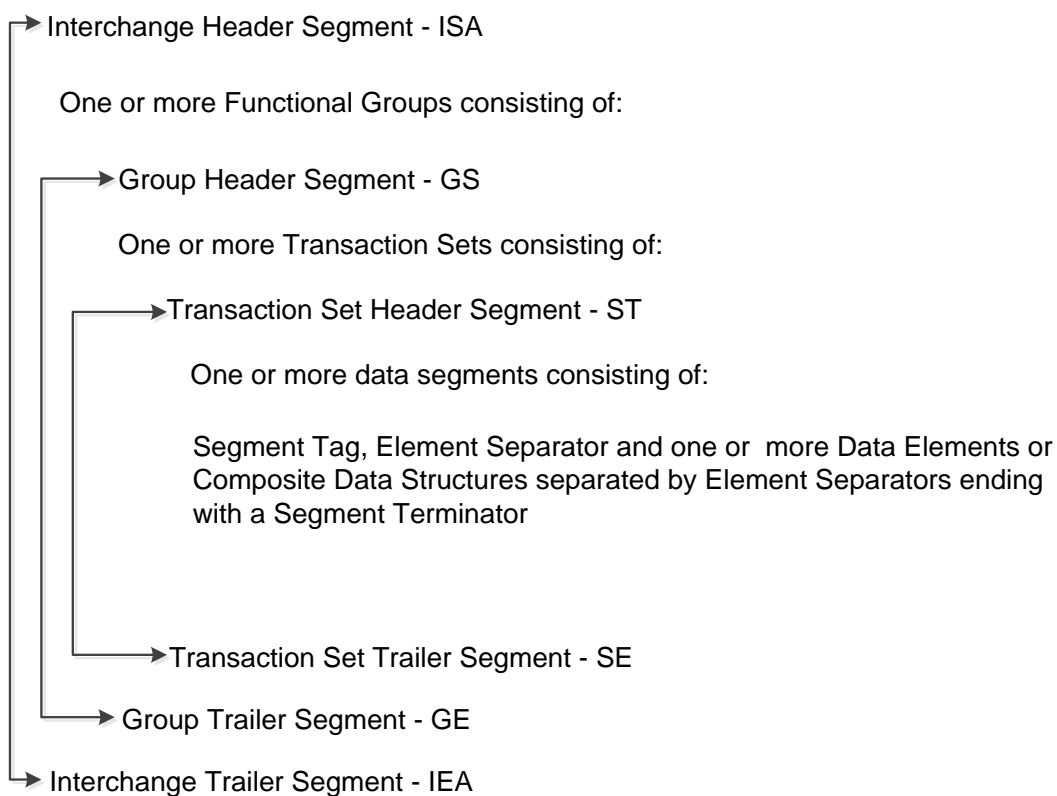 Interchange Header Segment - ISA
One or more Functional Groups consisting of:
Group Header Segment - GS
One or more Transaction Sets consisting of:
Transaction Set Header Segment - ST
One or more data segments consisting of:
Segment Tag, Element Separator and one or  more Data Elements or
Composite Data Structures separated by Element Separators ending
with a Segment Terminator
Transaction Set Trailer Segment - SE
Group Trailer Segment - GE
Interchange Trailer Segment - IEA